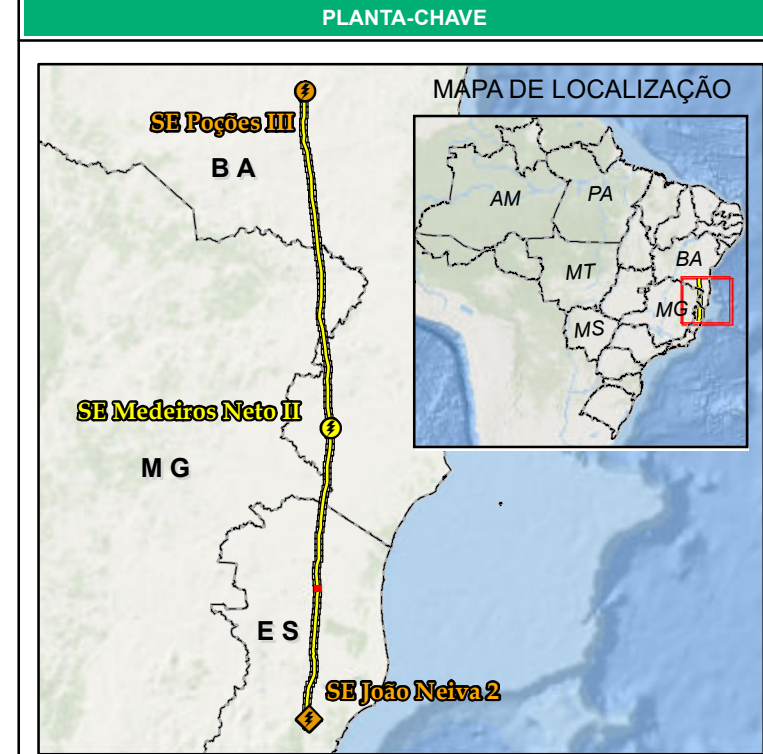 PLANTA-CHAVE
MAPA DE LOCALIZAÇÃO
SE Poções III
B A
AM
PA
BA
MT
MG
MS
SE Medeiros Neto II
M G
E S
SE João Neiva 2